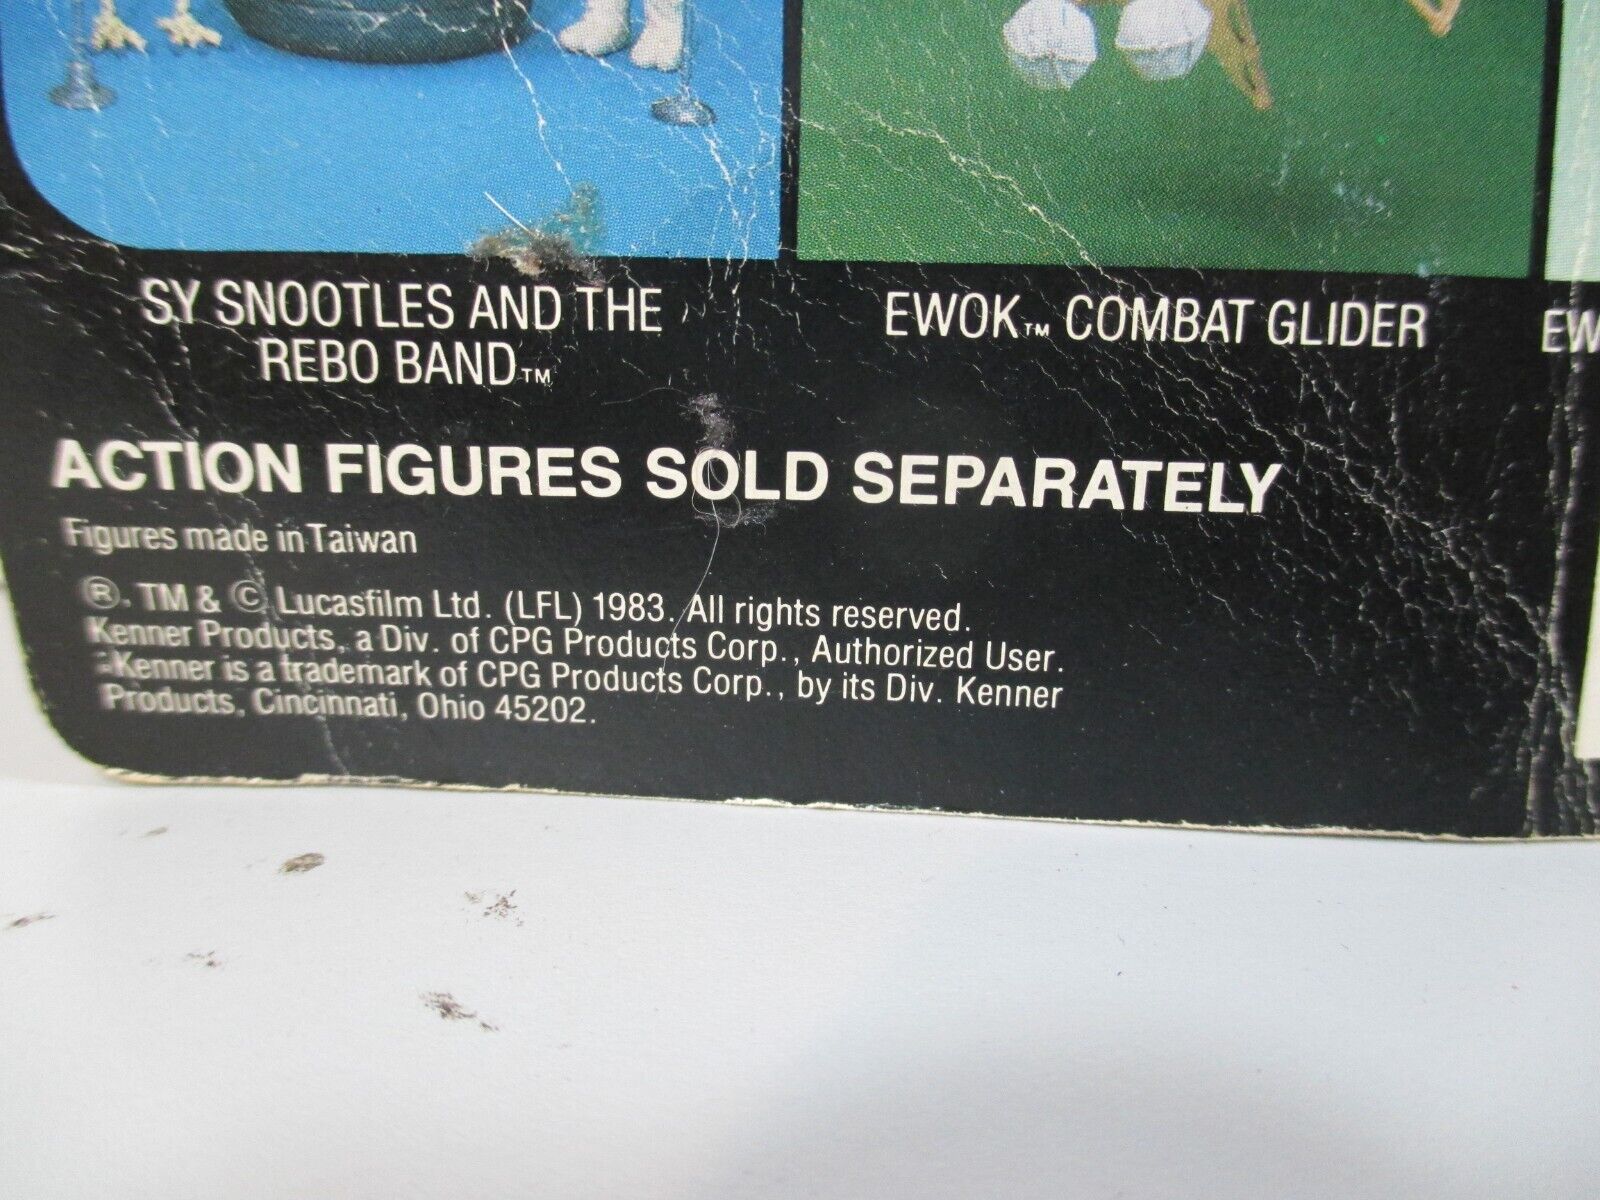 SY SNOOTLES AND THE
REBO BAND™
EWOK™ COMBAT GLIDER
EW
ACTION FIGURES SOLD SEPARATELY
Figures made in Taiwan
®, TM & © Lucasfilm Ltd. (LFL) 1983. All rights reserved.
Kenner Products, a Div. of CPG Products Corp., Authorized User.
Kenner is a trademark of CPG Products Corp., by its Div. Kenner
Products, Cincinnati, Ohio 45202.